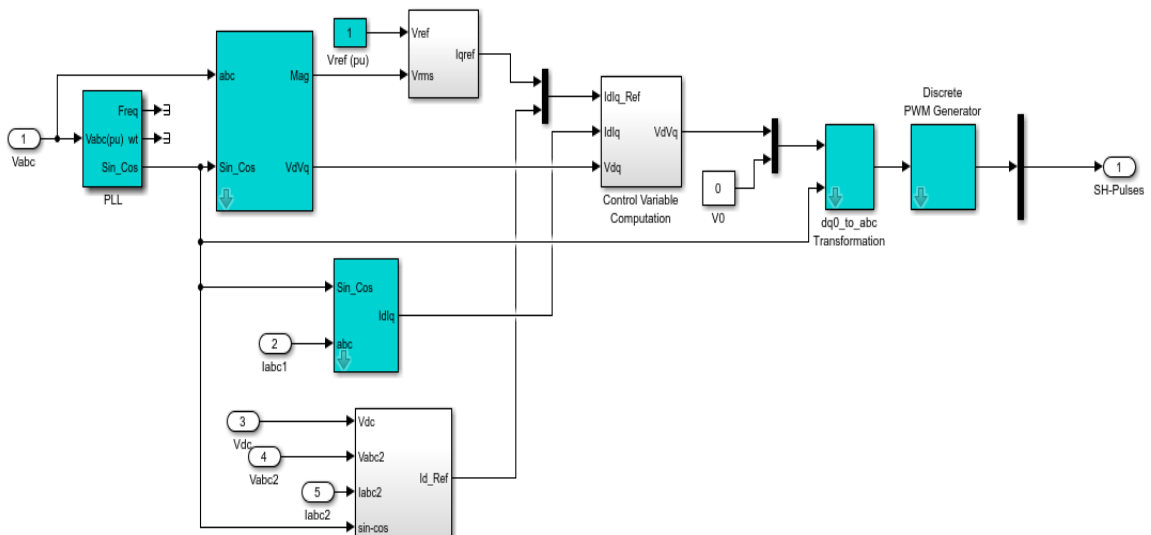 1
Vref (pu)
Vref
Vrms
Iqref
abc
Mag
Sin_Cos
VdVq
1
Vabc
Vabc(pu)
Freq
wt
Sin_Cos
PLL
IdIq_Ref
IdIq
Vdq
VdVq
Control Variable
Computation
0
V0
dq0_to_abc
Transformation
Discrete
PWM Generator
1
SH-Pulses
Sin_Cos
abc
IdIq
2
Iabc1
3
Vdc
4
Vabc2
5
Iabc2
Vdc
Vabc2
Iabc2
sin-cos
Id_Ref